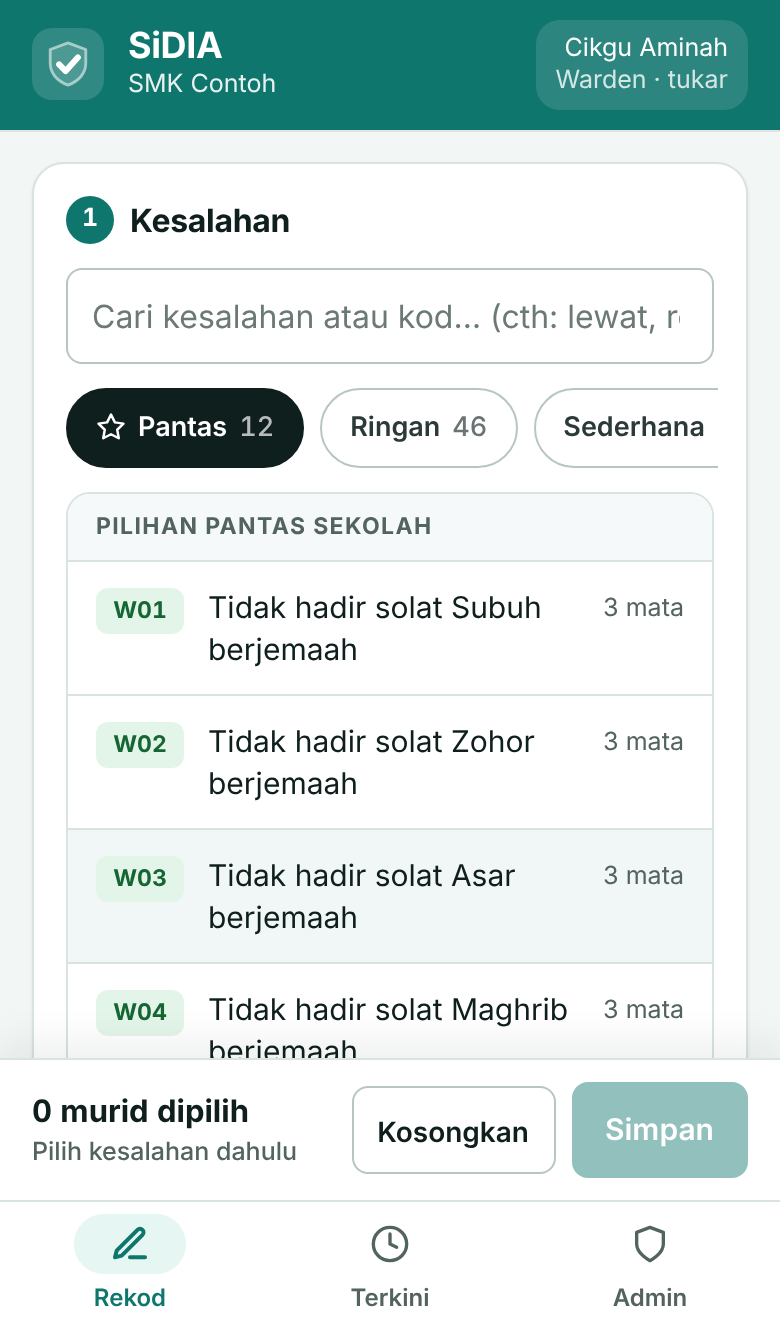 SiDIA
SMK Contoh
Cikgu Aminah
Warden · tukar
1 Kesalahan
Cari kesalahan atau kod... (cth: lewat,
Pantas 12
Ringan 46
Sederhana
PILIHAN PANTAS SEKOLAH
W01 Tidak hadir solat Subuh 3 mata
berjemaah
W02 Tidak hadir solat Zohor 3 mata
berjemaah
W03 Tidak hadir solat Asar 3 mata
berjemaah
W04 Tidak hadir solat Maghrib 3 mata
berjemaah
0 murid dipilih
Pilih kesalahan dahulu
Kosongkan
Simpan
Rekod
Terkini
Admin